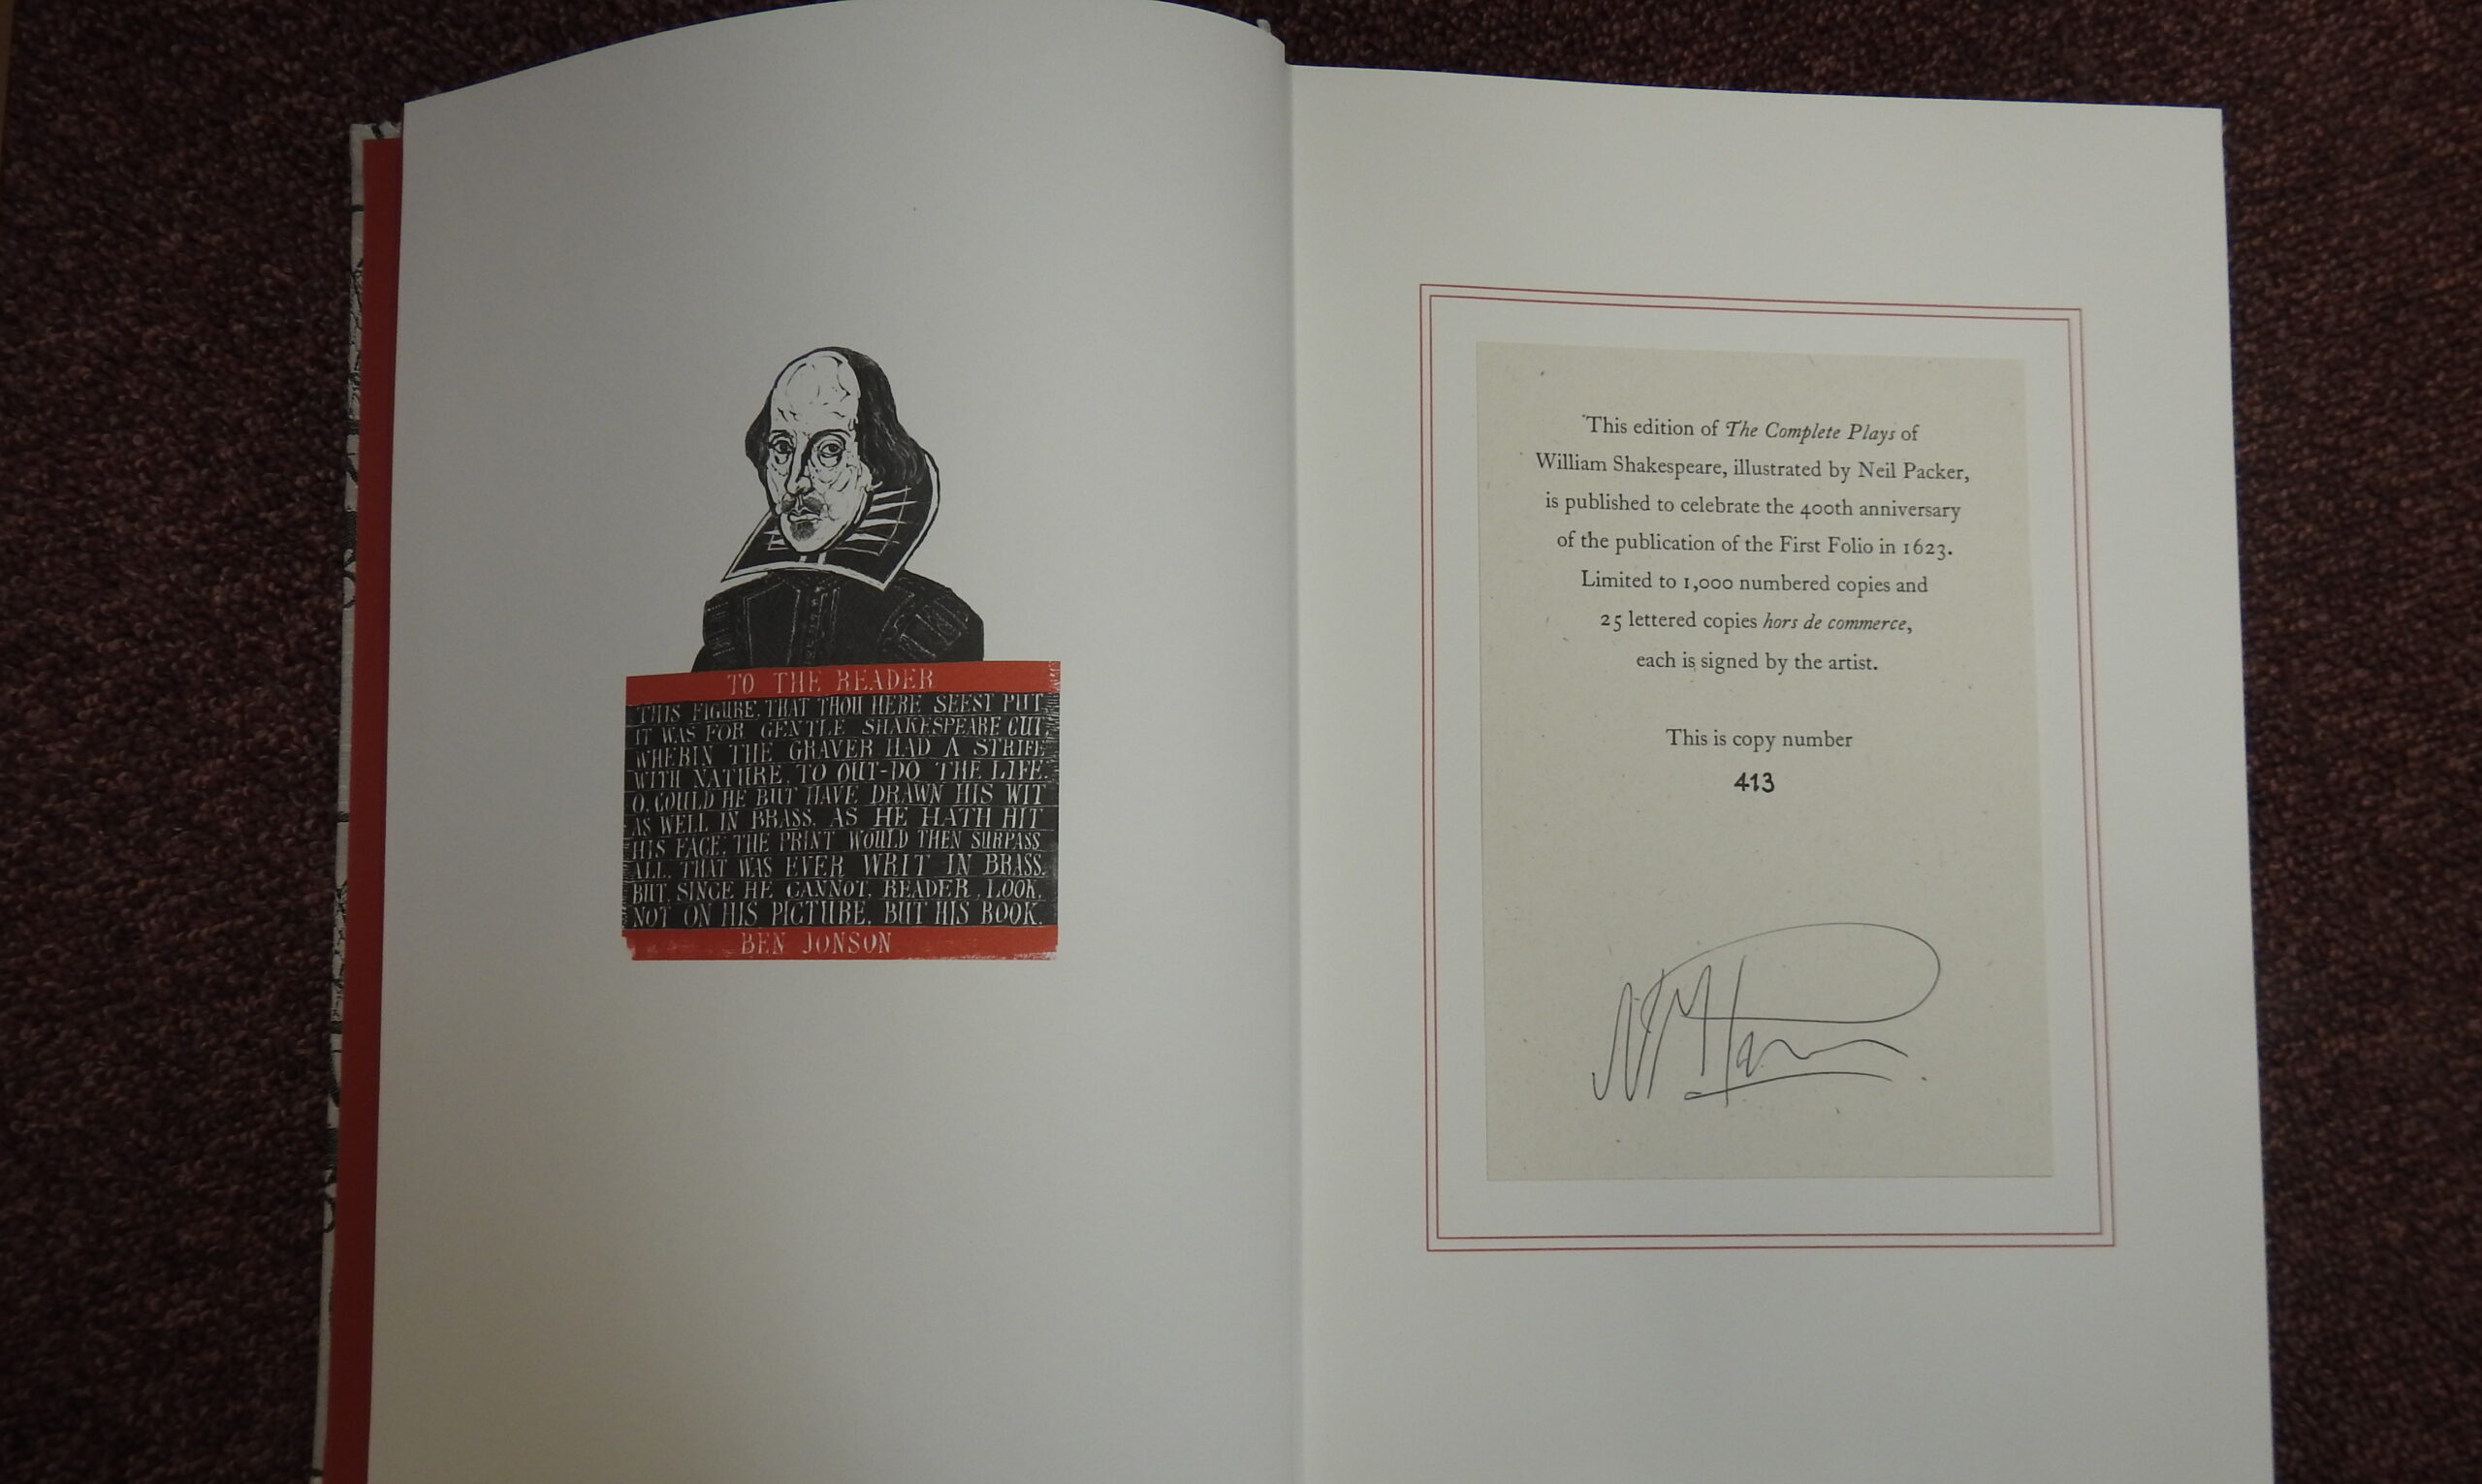 TO THE READER
THIS FIGURE, THAT THOU HERE SEEST PUT
IT WAS FOR GENTLE SHAKESPEARE CUT;
WHERIN THE GRAVER HAD A STRIFE
WITH NATURE, TO OUT-DO THE LIFE:
O, COULD HE BUT HAVE DRAWN HIS WIT
AS WELL IN BRASS, AS HE HATH HIT
HIS FACE; THE PRINT WOULD THEN SURPASS
ALL, THAT WAS EVER WRIT IN BRASS.
BUT, SINCE HE CANNOT, READER, LOOK,
NOT ON HIS PICTURE, BUT HIS BOOK.
BEN JONSON
This edition of The Complete Plays of
William Shakespeare, illustrated by Neil Packer,
is published to celebrate the 400th anniversary
of the publication of the First Folio in 1623.
Limited to 1,000 numbered copies and
25 lettered copies hors de commerce,
each is signed by the artist.
This is copy number
413